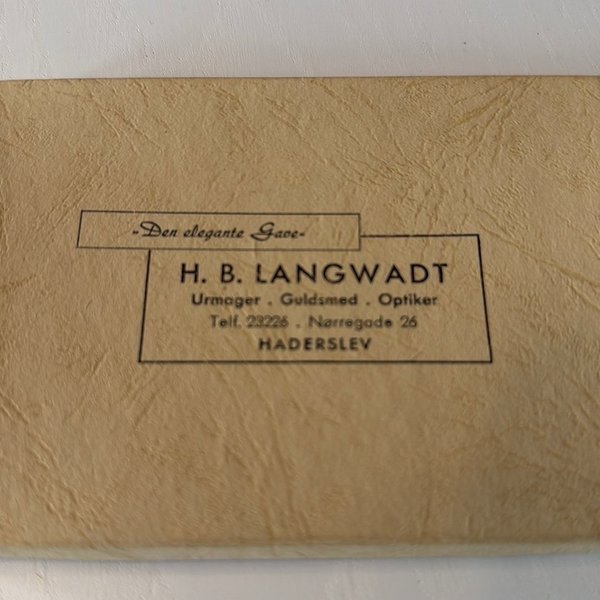 »Den elegante Gave«
H. B. LANGWADT
Urmager . Guldsmed . Optiker
Telf. 23226 . Nørregade 26
HADERSLEV